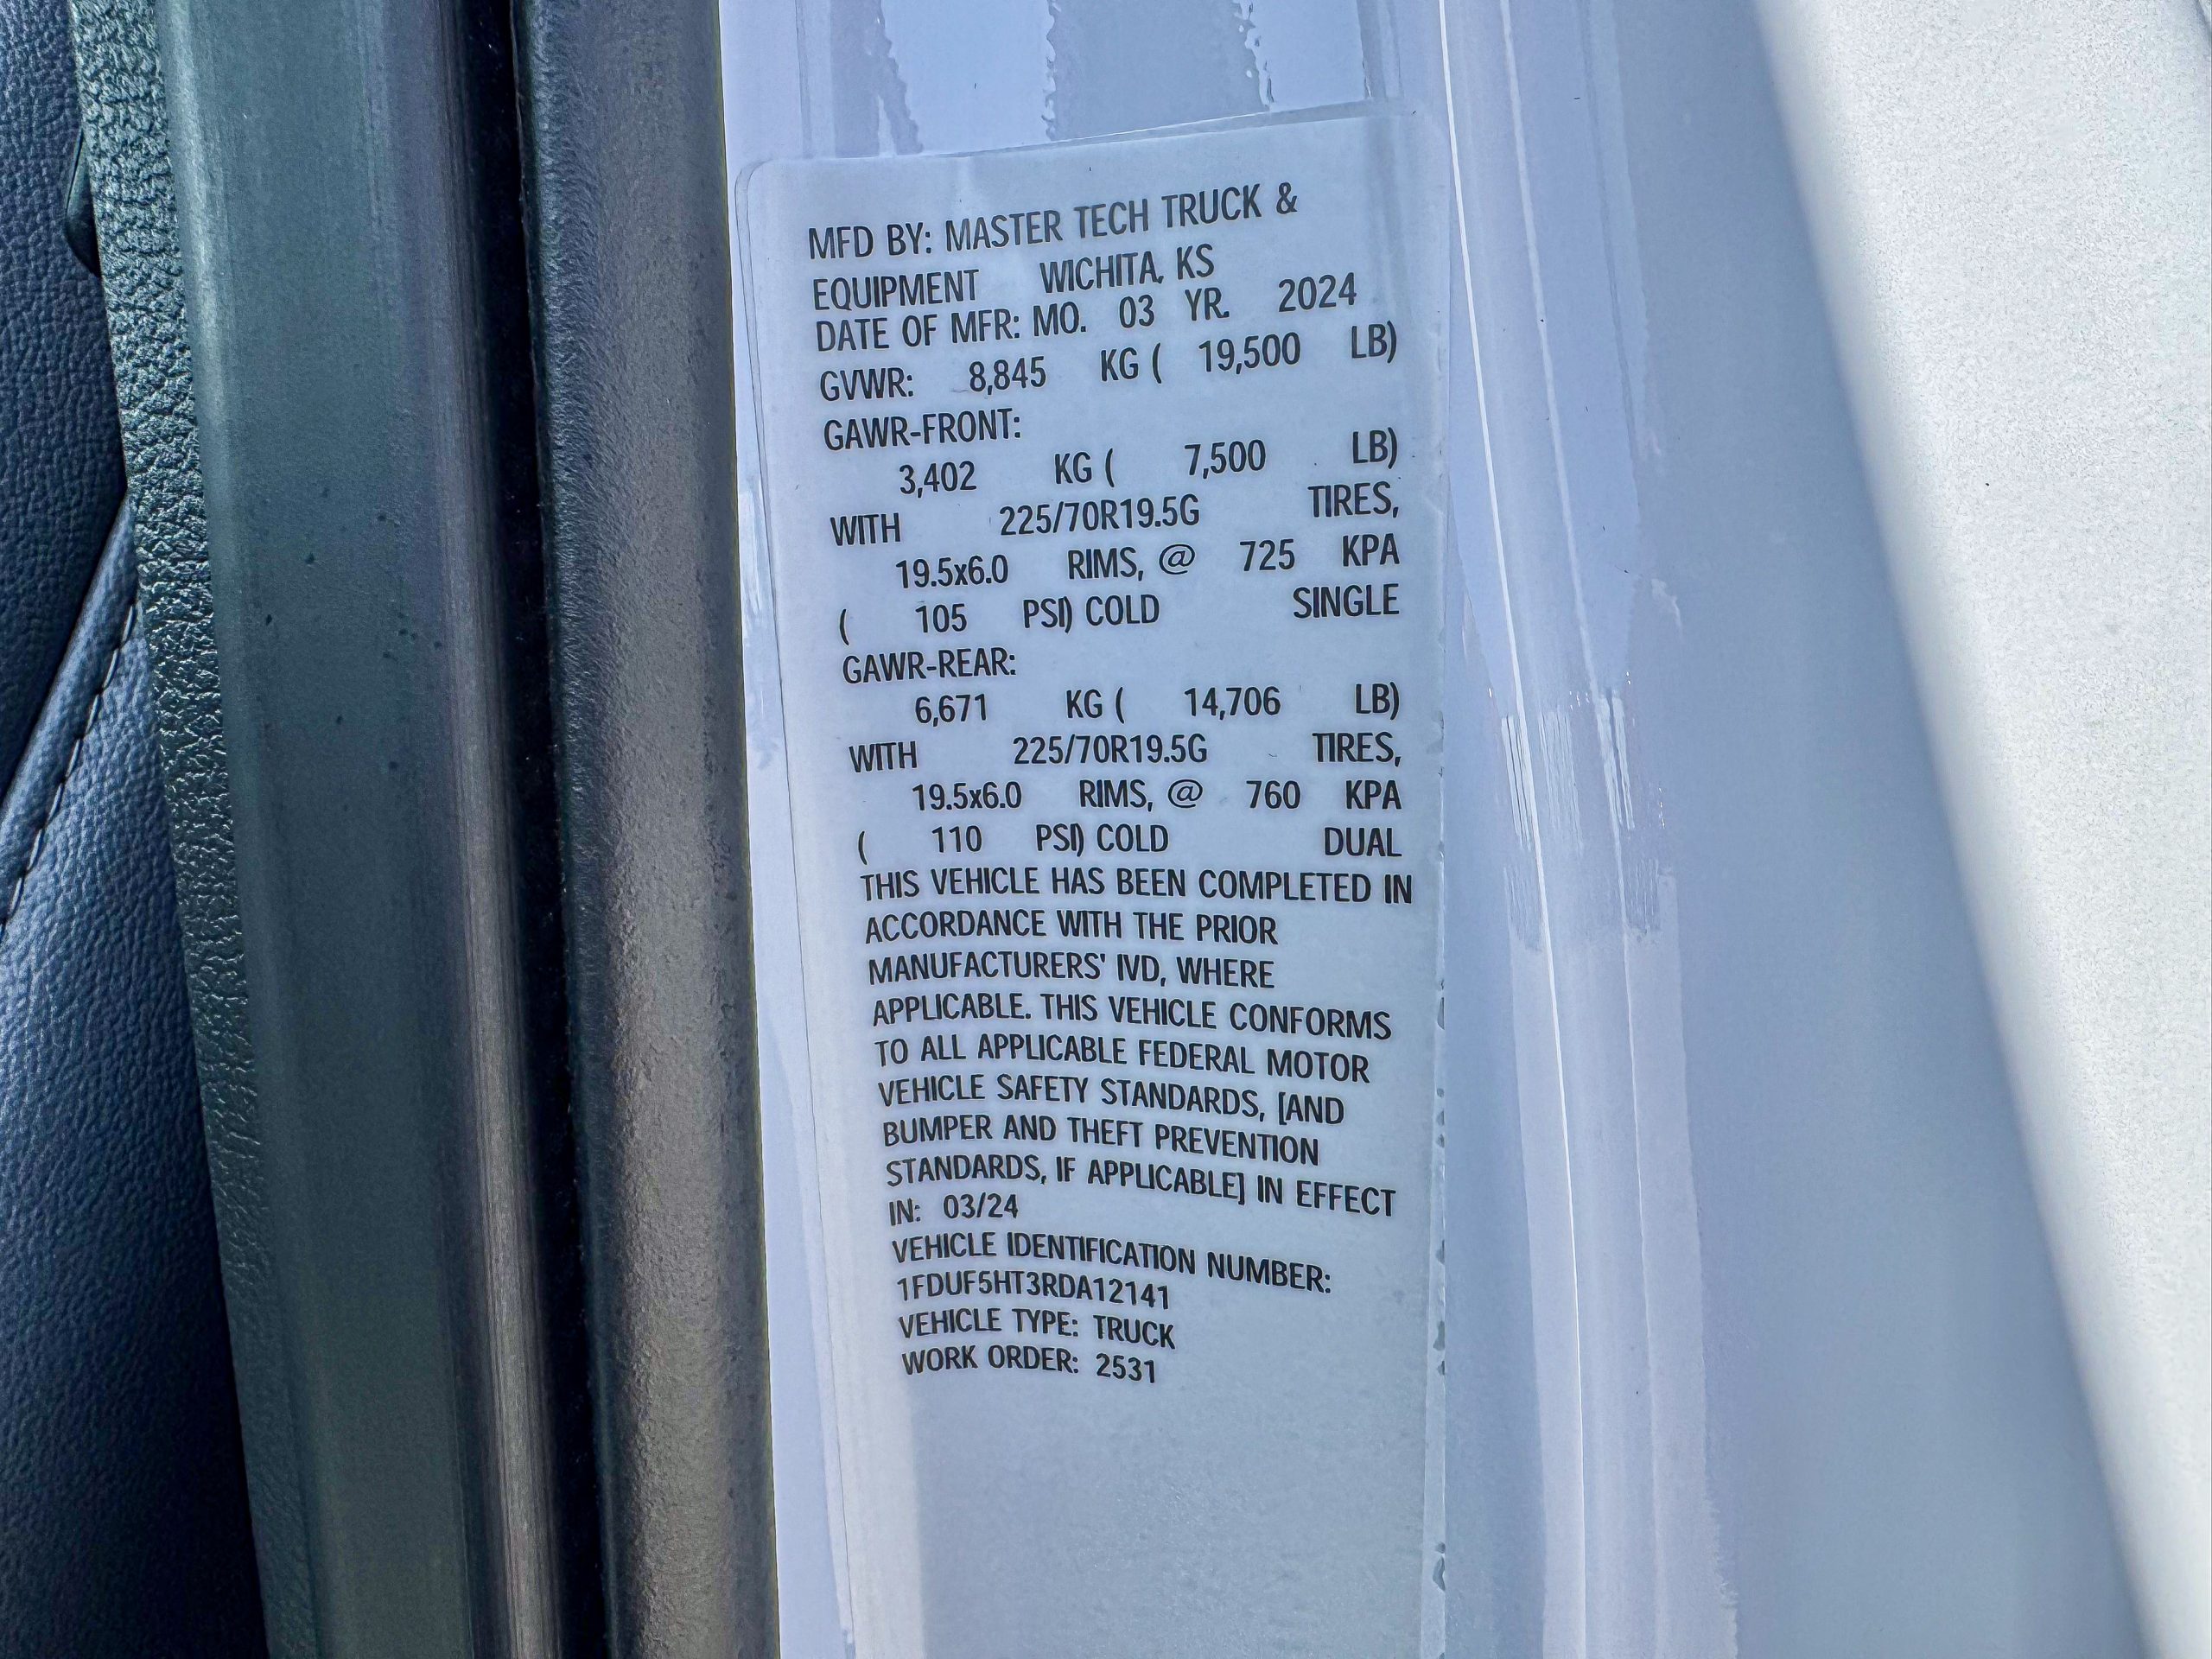 MFD BY: MASTER TECH TRUCK &
EQUIPMENT WICHITA, KS
DATE OF MFR: MO. 03 YR. 2024
GVWR: 8,845 KG ( 19,500 LB)
GAWR-FRONT:
3,402 KG ( 7,500 LB)
WITH 225/70R19.5G TIRES,
19.5x6.0 RIMS, @ 725 KPA
( 105 PSI) COLD SINGLE
GAWR-REAR:
6,671 KG ( 14,706 LB)
WITH 225/70R19.5G TIRES,
19.5x6.0 RIMS, @ 760 KPA
( 110 PSI) COLD DUAL
THIS VEHICLE HAS BEEN COMPLETED IN
ACCORDANCE WITH THE PRIOR
MANUFACTURERS' IVD, WHERE
APPLICABLE. THIS VEHICLE CONFORMS
TO ALL APPLICABLE FEDERAL MOTOR
VEHICLE SAFETY STANDARDS, [AND
BUMPER AND THEFT PREVENTION
STANDARDS, IF APPLICABLE] IN EFFECT
IN: 03/24
VEHICLE IDENTIFICATION NUMBER:
1FDUF5HT3RDA12141
VEHICLE TYPE: TRUCK
WORK ORDER: 2531